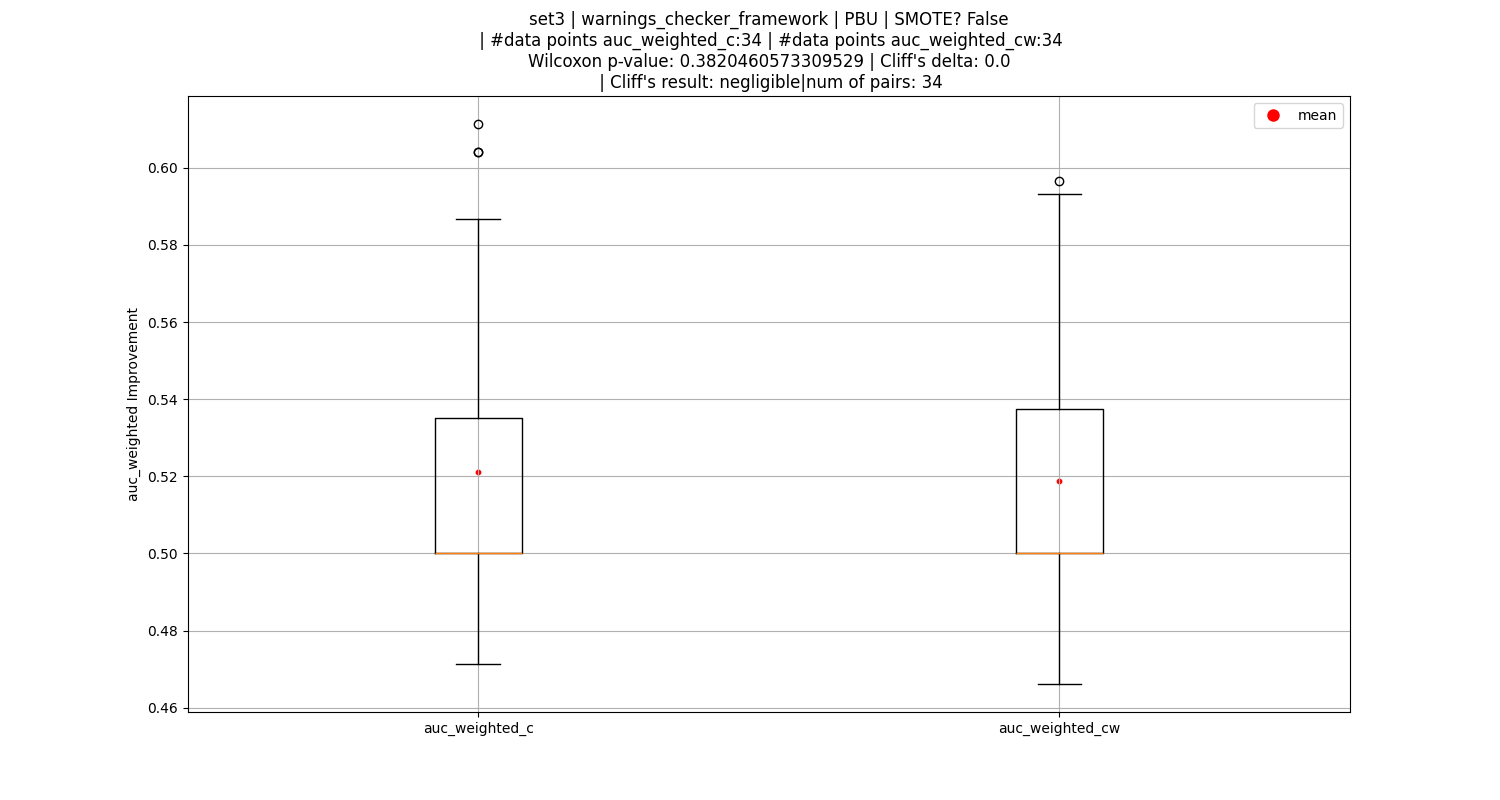 set3 | warnings_checker_framework | PBU | SMOTE? False
| #data points auc_weighted_c:34 | #data points auc_weighted_cw:34
Wilcoxon p-value: 0.3820460573309529 | Cliff's delta: 0.0
| Cliff's result: negligible|num of pairs: 34
mean
0.60
0.58
0.56
0.54
0.52
0.50
0.48
0.46
auc_weighted Improvement
auc_weighted_c
auc_weighted_cw